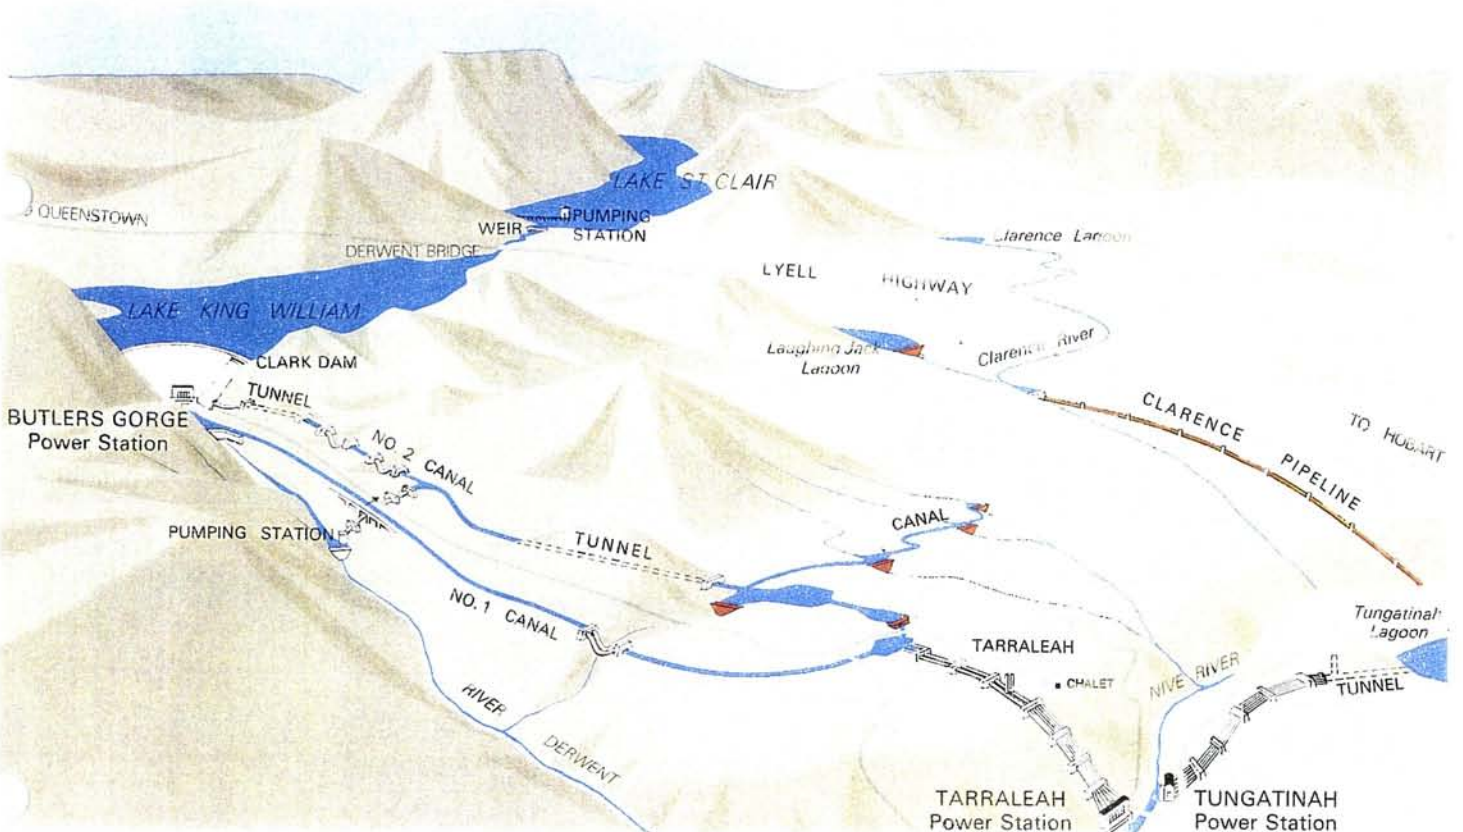 LAKE ST. CLAIR
QUEENSTOWN
WEIR
PUMPING
STATION
DERWENT BRIDGE
Clarence Lagoon
LYELL HIGHWAY
LAKE KING WILLIAM
Clarence River
Laughing Jack
Lagoon
CLARK DAM
TUNNEL
BUTLERS GORGE
Power Station
NO. 2 CANAL
CLARENCE PIPELINE
TO HOBART
CANAL
PUMPING STATION
TUNNEL
NO. 1 CANAL
Tungatinah
Lagoon
TARRALEAH
CHALET
NIVE RIVER
TUNNEL
RIVER DERWENT
TARRALEAH
Power Station
TUNGATINAH
Power Station